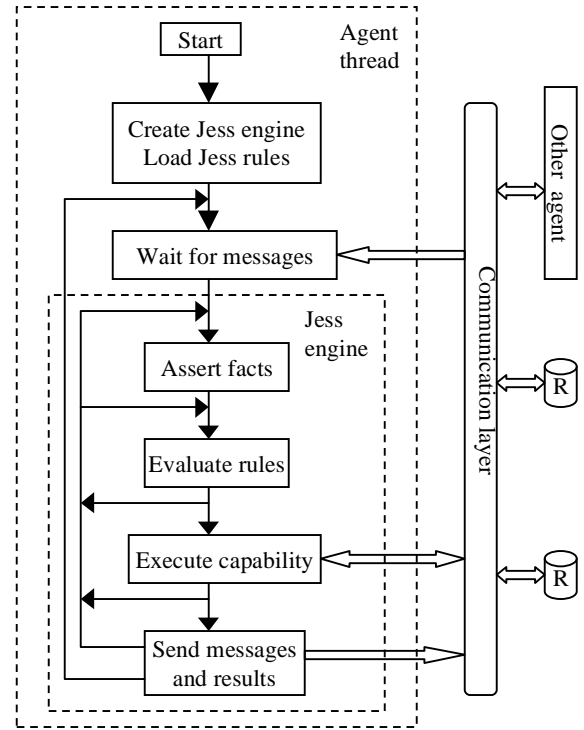 Start
Agent
thread
Create Jess engine
Load Jess rules
Wait for messages
Jess
engine
Assert facts
Evaluate rules
Execute capability
Send messages
and results
Communication layer
Other agent
R
R